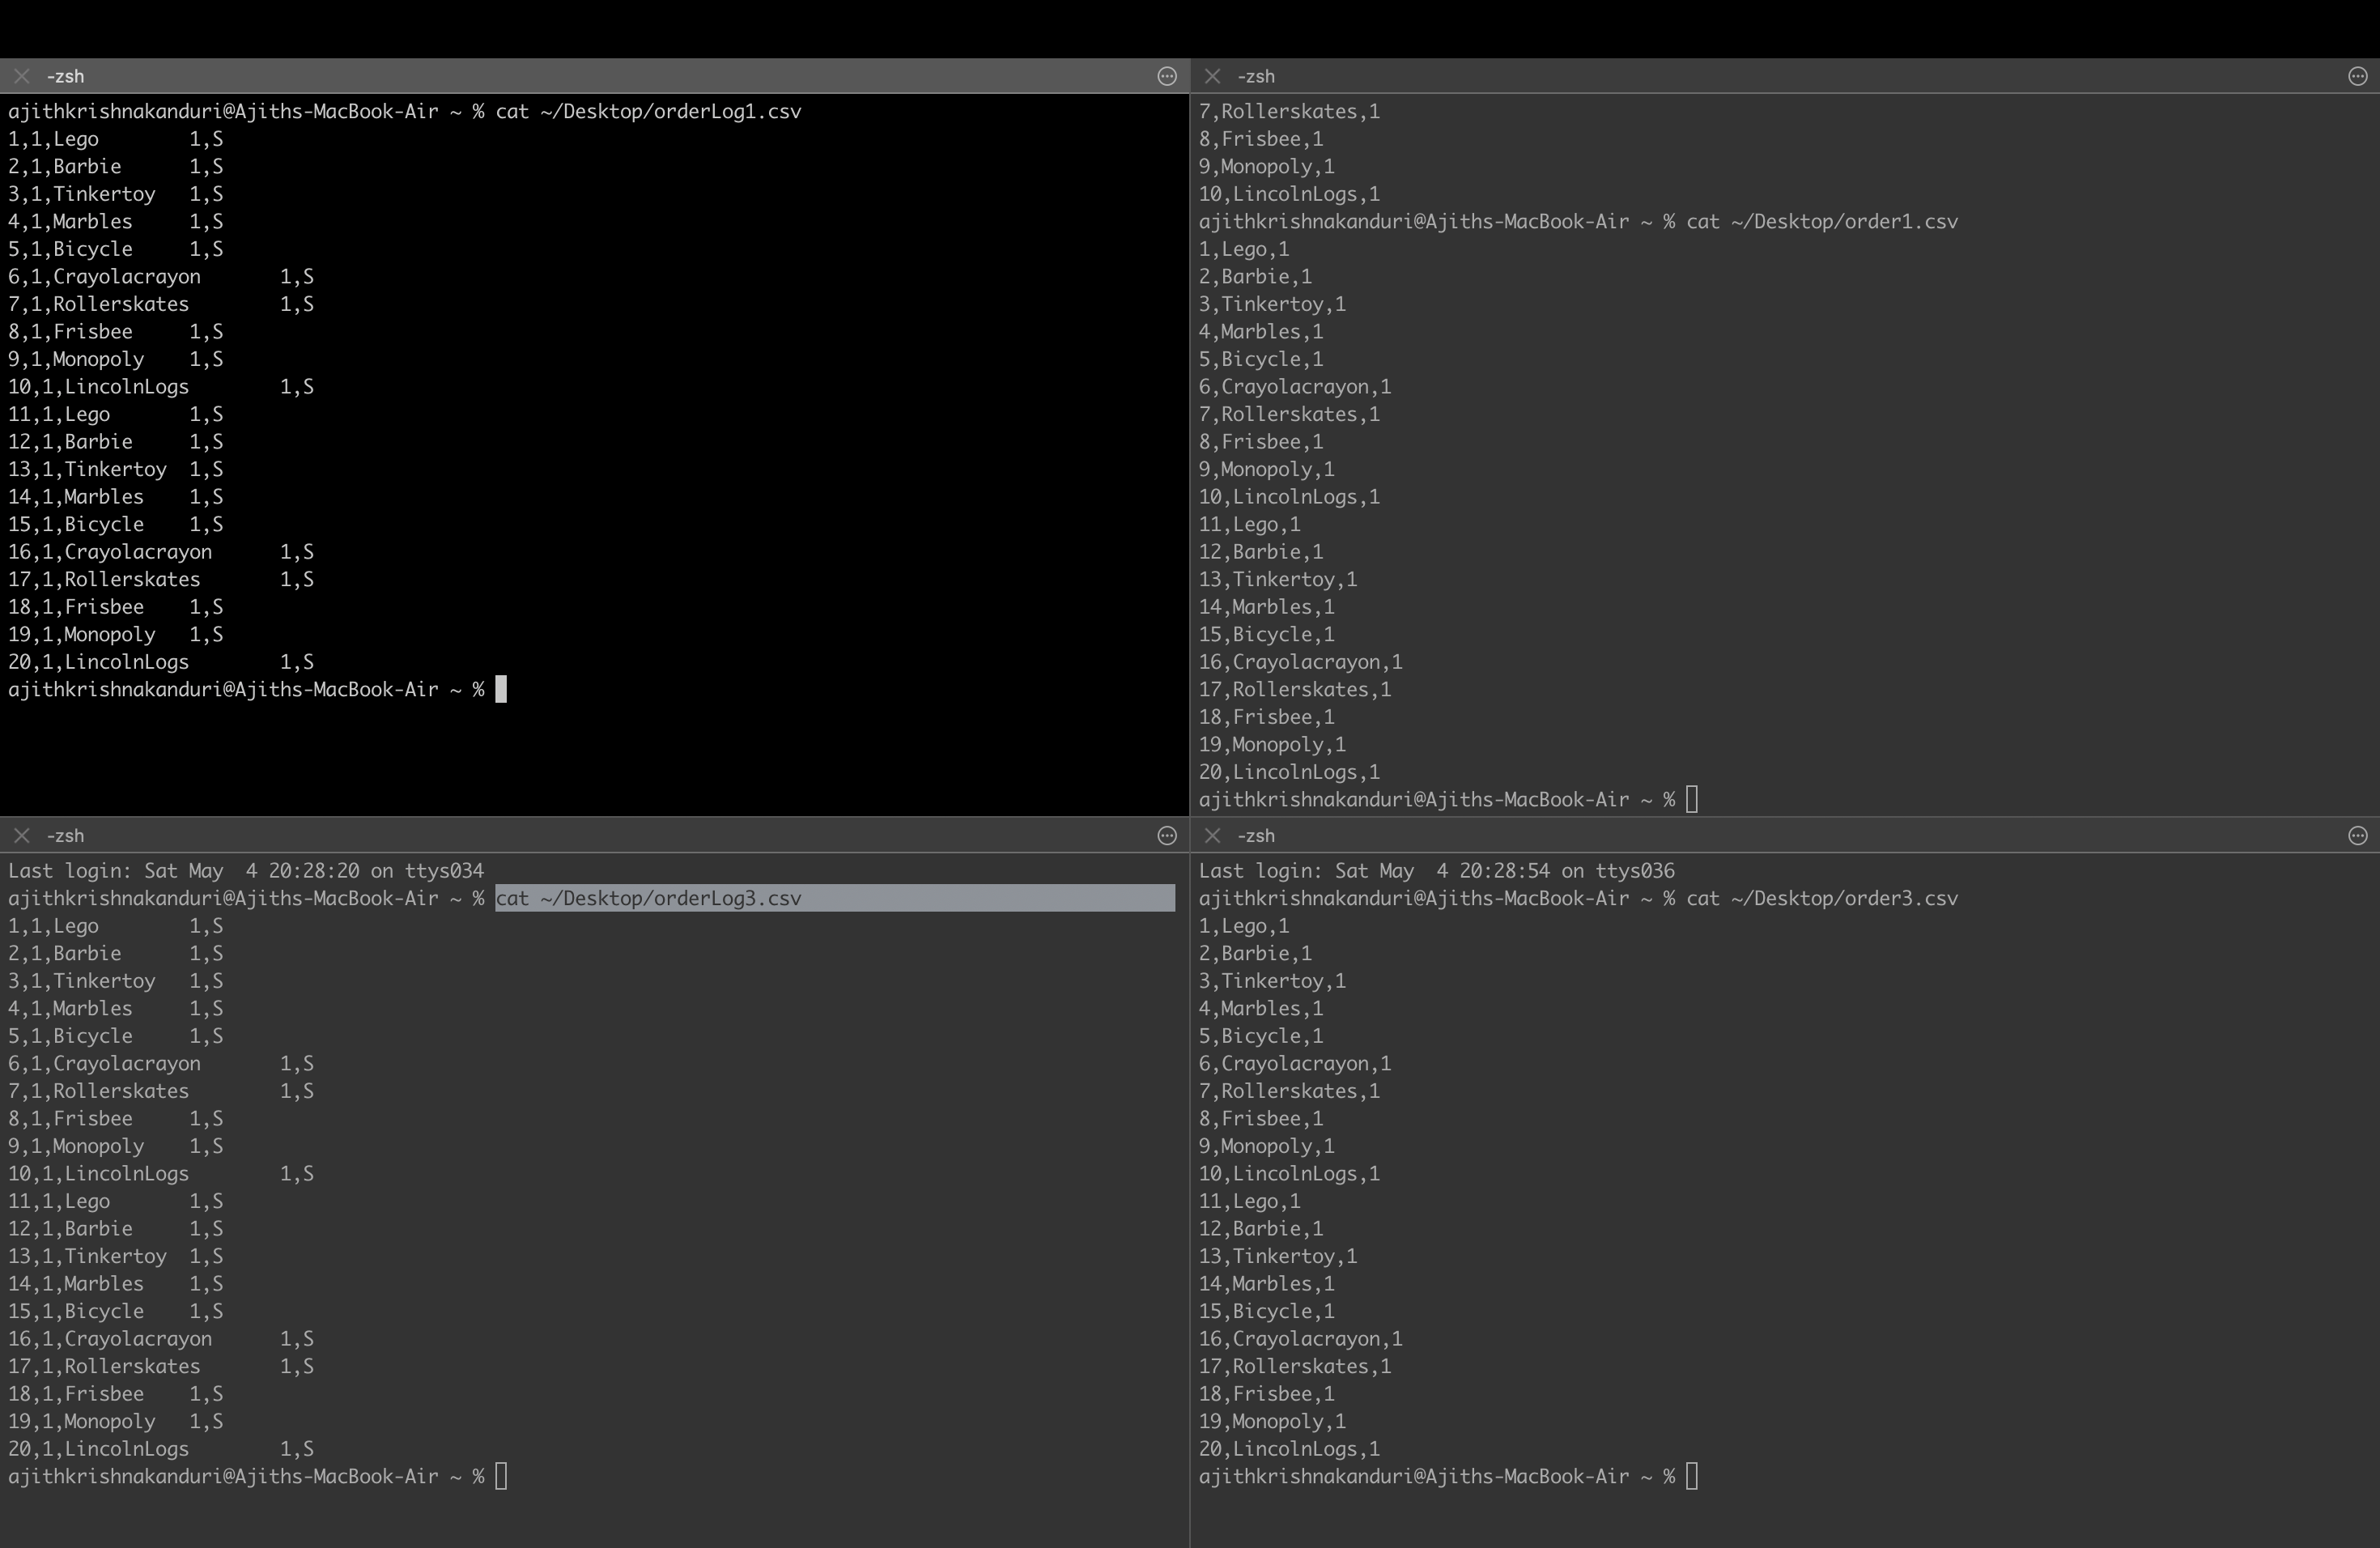 -zsh
ajithkrishnakanduri@Ajiths-MacBook-Air ~ % cat ~/Desktop/orderLog1.csv
1,1,Lego        1,S
2,1,Barbie      1,S
3,1,Tinkertoy   1,S
4,1,Marbles     1,S
5,1,Bicycle     1,S
6,1,Crayolacrayon       1,S
7,1,Rollerskates        1,S
8,1,Frisbee     1,S
9,1,Monopoly    1,S
10,1,LincolnLogs        1,S
11,1,Lego       1,S
12,1,Barbie     1,S
13,1,Tinkertoy  1,S
14,1,Marbles    1,S
15,1,Bicycle    1,S
16,1,Crayolacrayon      1,S
17,1,Rollerskates       1,S
18,1,Frisbee    1,S
19,1,Monopoly   1,S
20,1,LincolnLogs        1,S
ajithkrishnakanduri@Ajiths-MacBook-Air ~ %
-zsh
7,Rollerskates,1
8,Frisbee,1
9,Monopoly,1
10,LincolnLogs,1
ajithkrishnakanduri@Ajiths-MacBook-Air ~ % cat ~/Desktop/order1.csv
1,Lego,1
2,Barbie,1
3,Tinkertoy,1
4,Marbles,1
5,Bicycle,1
6,Crayolacrayon,1
7,Rollerskates,1
8,Frisbee,1
9,Monopoly,1
10,LincolnLogs,1
11,Lego,1
12,Barbie,1
13,Tinkertoy,1
14,Marbles,1
15,Bicycle,1
16,Crayolacrayon,1
17,Rollerskates,1
18,Frisbee,1
19,Monopoly,1
20,LincolnLogs,1
ajithkrishnakanduri@Ajiths-MacBook-Air ~ %
-zsh
Last login: Sat May  4 20:28:20 on ttys034
ajithkrishnakanduri@Ajiths-MacBook-Air ~ % cat ~/Desktop/orderLog3.csv
1,1,Lego        1,S
2,1,Barbie      1,S
3,1,Tinkertoy   1,S
4,1,Marbles     1,S
5,1,Bicycle     1,S
6,1,Crayolacrayon       1,S
7,1,Rollerskates        1,S
8,1,Frisbee     1,S
9,1,Monopoly    1,S
10,1,LincolnLogs        1,S
11,1,Lego       1,S
12,1,Barbie     1,S
13,1,Tinkertoy  1,S
14,1,Marbles    1,S
15,1,Bicycle    1,S
16,1,Crayolacrayon      1,S
17,1,Rollerskates       1,S
18,1,Frisbee    1,S
19,1,Monopoly   1,S
20,1,LincolnLogs        1,S
ajithkrishnakanduri@Ajiths-MacBook-Air ~ %
-zsh
Last login: Sat May  4 20:28:54 on ttys036
ajithkrishnakanduri@Ajiths-MacBook-Air ~ % cat ~/Desktop/order3.csv
1,Lego,1
2,Barbie,1
3,Tinkertoy,1
4,Marbles,1
5,Bicycle,1
6,Crayolacrayon,1
7,Rollerskates,1
8,Frisbee,1
9,Monopoly,1
10,LincolnLogs,1
11,Lego,1
12,Barbie,1
13,Tinkertoy,1
14,Marbles,1
15,Bicycle,1
16,Crayolacrayon,1
17,Rollerskates,1
18,Frisbee,1
19,Monopoly,1
20,LincolnLogs,1
ajithkrishnakanduri@Ajiths-MacBook-Air ~ %